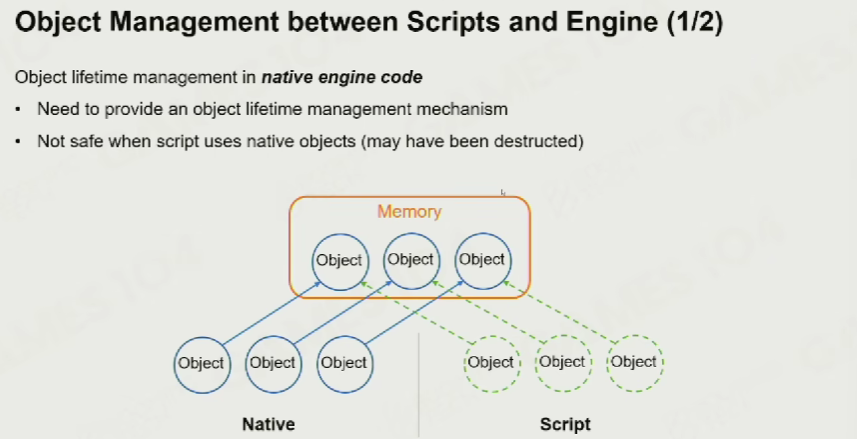 Object Management between Scripts and Engine (1/2)
Object lifetime management in native engine code
• Need to provide an object lifetime management mechanism
• Not safe when script uses native objects (may have been destructed)
Memory
Object Object Object
Object Object Object Object Object Object
Native Script